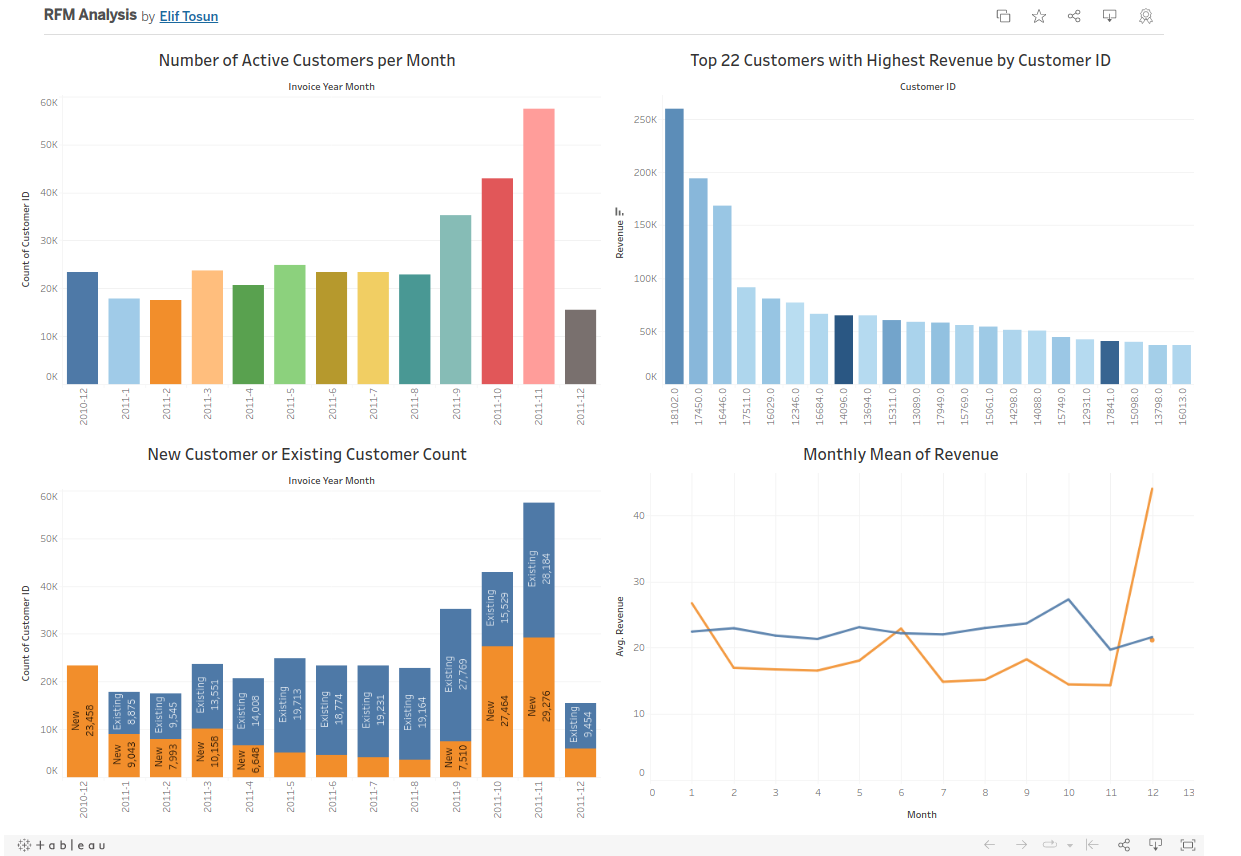 RFM Analysis by Elif Tosun
Number of Active Customers per Month
Invoice Year Month
Count of Customer ID
60K
50K
40K
30K
20K
10K
0K
2010-12
2011-1
2011-2
2011-3
2011-4
2011-5
2011-6
2011-7
2011-8
2011-9
2011-10
2011-11
2011-12
Top 22 Customers with Highest Revenue by Customer ID
Customer ID
Revenue
250K
200K
150K
100K
50K
0K
18102.0
17450.0
16446.0
17511.0
16029.0
12346.0
16684.0
14096.0
13694.0
15311.0
13089.0
17949.0
15769.0
15061.0
14298.0
14088.0
15749.0
12931.0
17841.0
15098.0
13798.0
16013.0
New Customer or Existing Customer Count
Invoice Year Month
Count of Customer ID
60K
50K
40K
30K
20K
10K
0K
New
23,458
Existing
8,875
New
9,043
Existing
9,545
New
7,993
Existing
13,551
New
10,158
Existing
14,008
New
6,648
Existing
19,713
Existing
18,774
Existing
19,231
Existing
19,164
Existing
27,769
New
7,510
Existing
15,529
New
27,464
Existing
28,184
New
29,276
Existing
9,454
2010-12
2011-1
2011-2
2011-3
2011-4
2011-5
2011-6
2011-7
2011-8
2011-9
2011-10
2011-11
2011-12
Monthly Mean of Revenue
Avg. Revenue
40
30
20
10
0
0
1
2
3
4
5
6
7
8
9
10
11
12
13
Month
+ a b l e a u